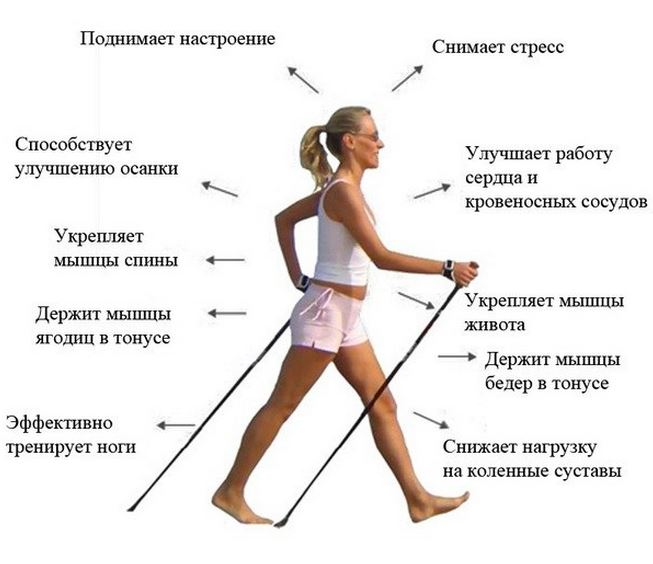 Поднимает настроение
Снимает стресс
Способствует
улучшению осанки
Улучшает работу
сердца и
кровеносных сосудов
Укрепляет
мышцы спины
Укрепляет мышцы
живота
Держит мышцы
ягодиц в тонусе
Держит мышцы
бедер в тонусе
Эффективно
тренирует ноги
Снижает нагрузку
на коленные суставы